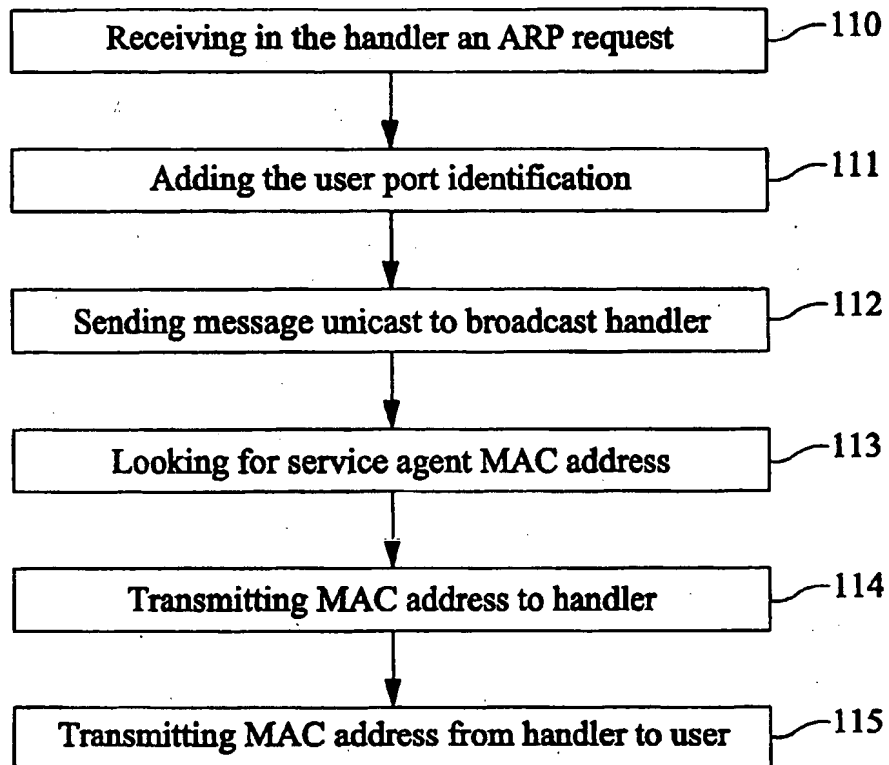 Receiving in the handler an ARP request
110
Adding the user port identification
111
Sending message unicast to broadcast handler
112
Looking for service agent MAC address
113
Transmitting MAC address to handler
114
Transmitting MAC address from handler to user
115